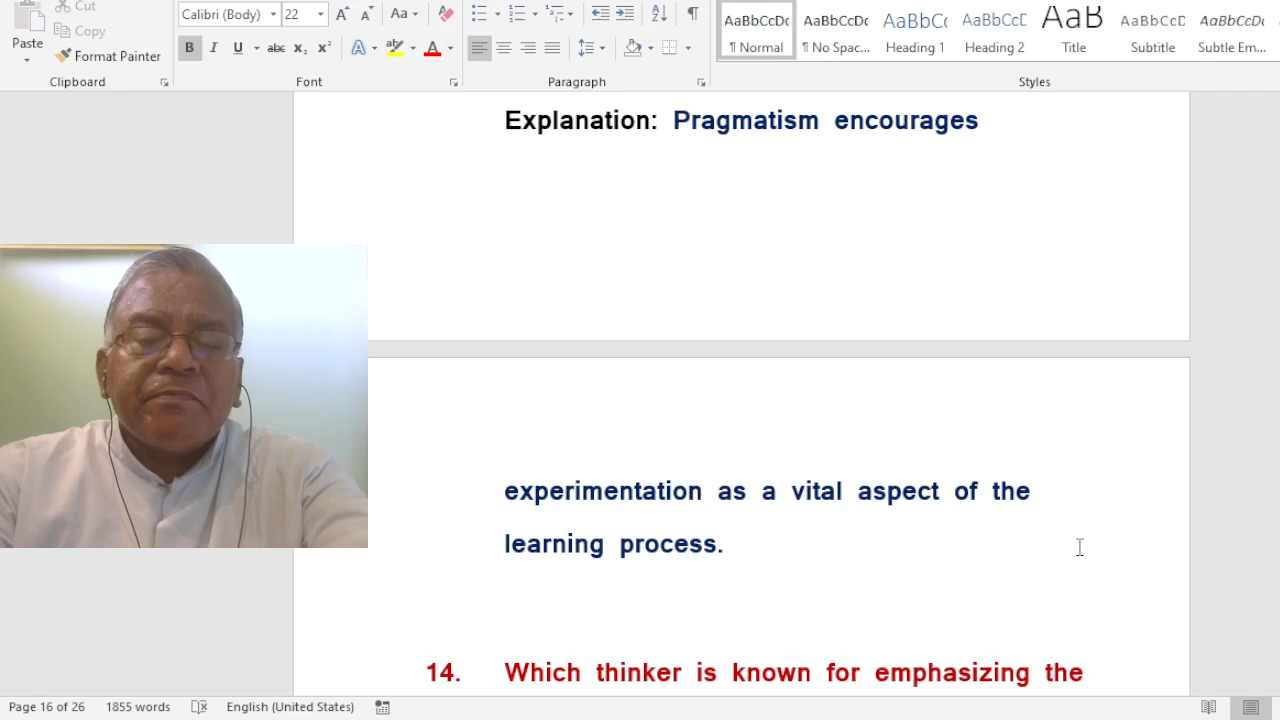 Cut
Calibri (Body) 22 Aa
AaBbCcDc AaBbCcDc AaBbCc AaBbCcD AaB AaBbCcD AaBbCcDc
Copy
Paste
Format Painter
B I U abc x₂ x² A A
¶ Normal ¶ No Spac... Heading 1 Heading 2 Title Subtitle Subtle Em...
Clipboard Font Paragraph Styles
Explanation: Pragmatism encourages
experimentation as a vital aspect of the
learning process.
14. Which thinker is known for emphasizing the
Page 16 of 26 1855 words English (United States)